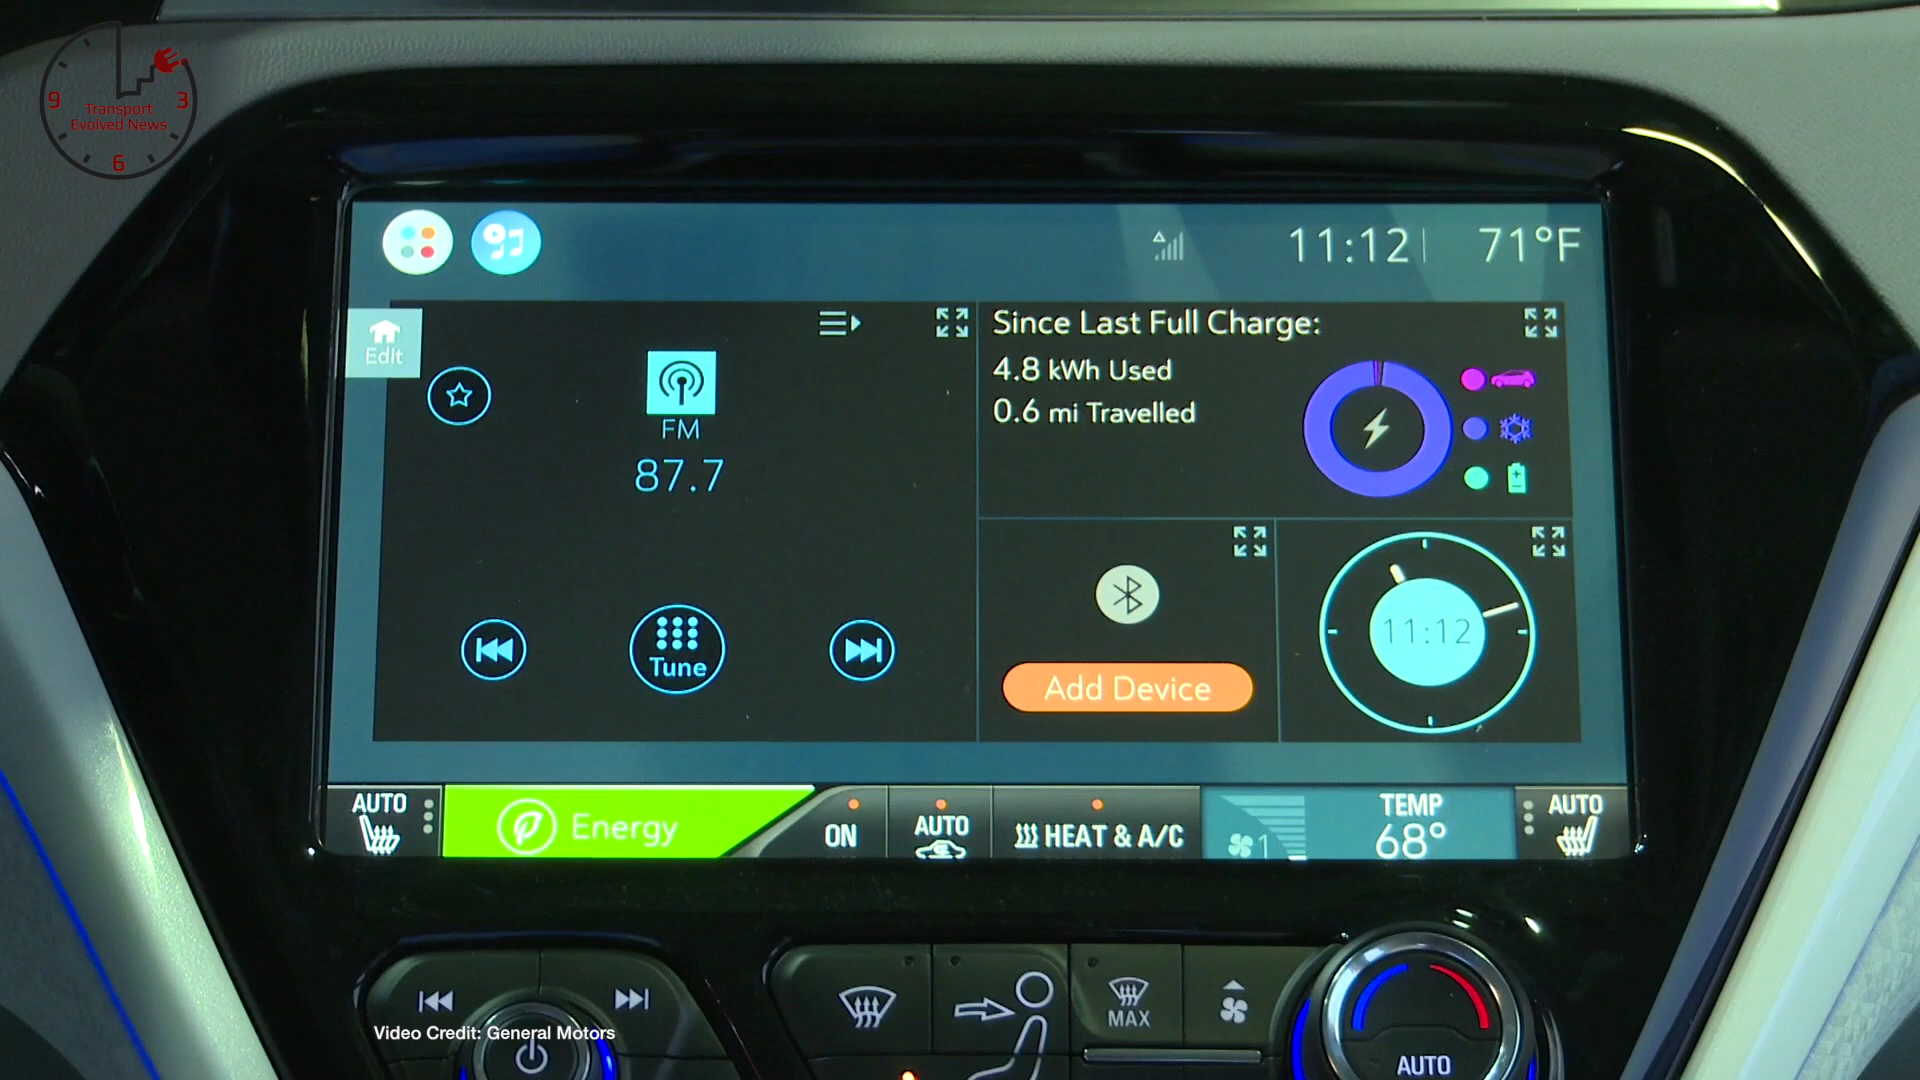 9
3
Transport
Evolved News
6
11:12
71°F
Edit
FM
87.7
Tune
Since Last Full Charge:
4.8 kWh Used
0.6 mi Travelled
Add Device
11:12
AUTO
Energy
ON
AUTO
HEAT & A/C
1
TEMP
68°
AUTO
MAX
AUTO
Video Credit: General Motors